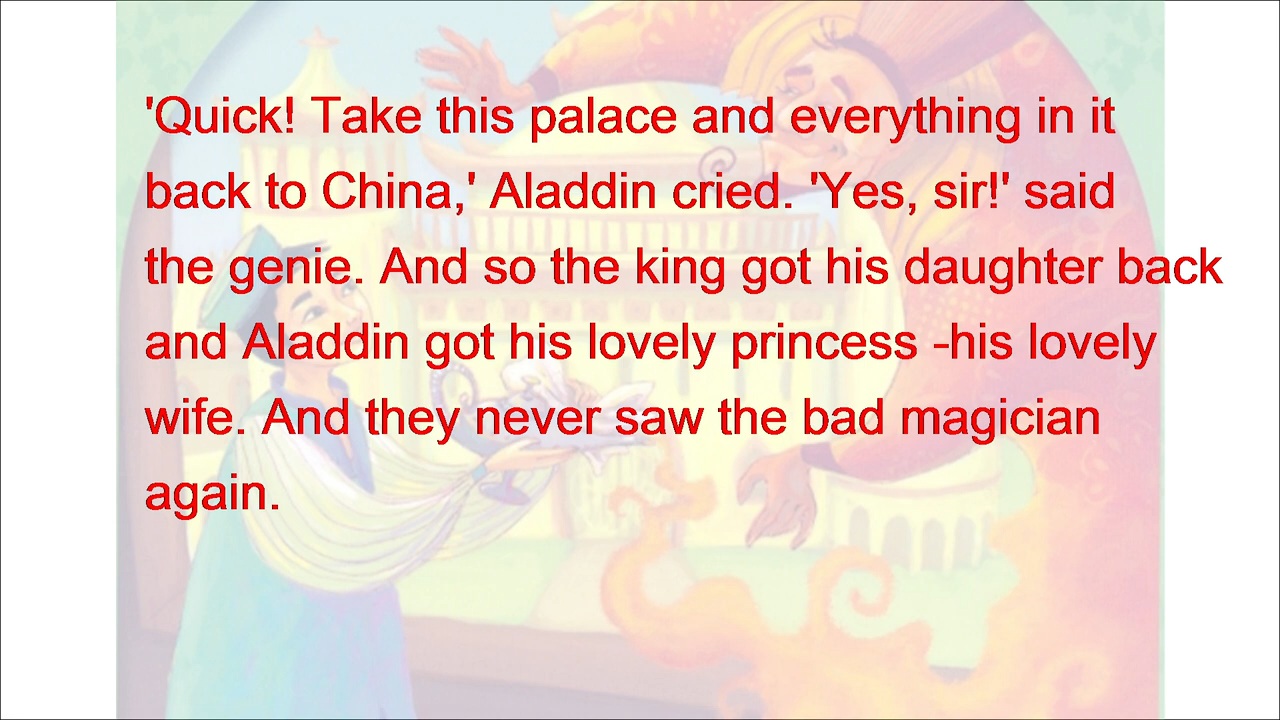 'Quick! Take this palace and everything in it
back to China,' Aladdin cried. 'Yes, sir!' said
the genie. And so the king got his daughter back
and Aladdin got his lovely princess -his lovely
wife. And they never saw the bad magician
again.